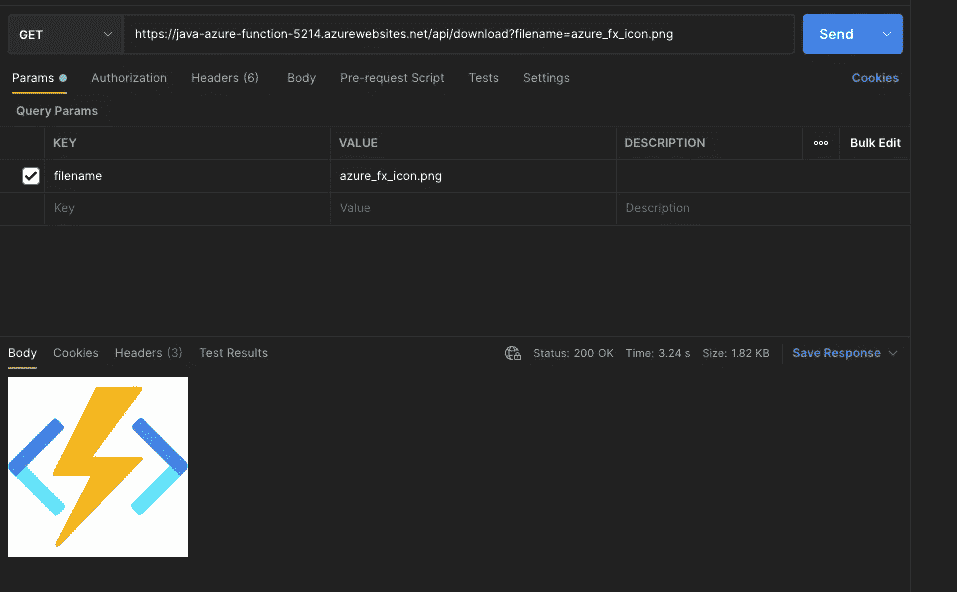 GET https://java-azure-function-5214.azurewebsites.net/api/download?filename=azure_fx_icon.png Send
Params Authorization Headers (6) Body Pre-request Script Tests Settings Cookies
Query Params
KEY VALUE DESCRIPTION ooo Bulk Edit
filename azure_fx_icon.png
Key Value Description
Body Cookies Headers (3) Test Results Status: 200 OK Time: 3.24 s Size: 1.82 KB Save Response